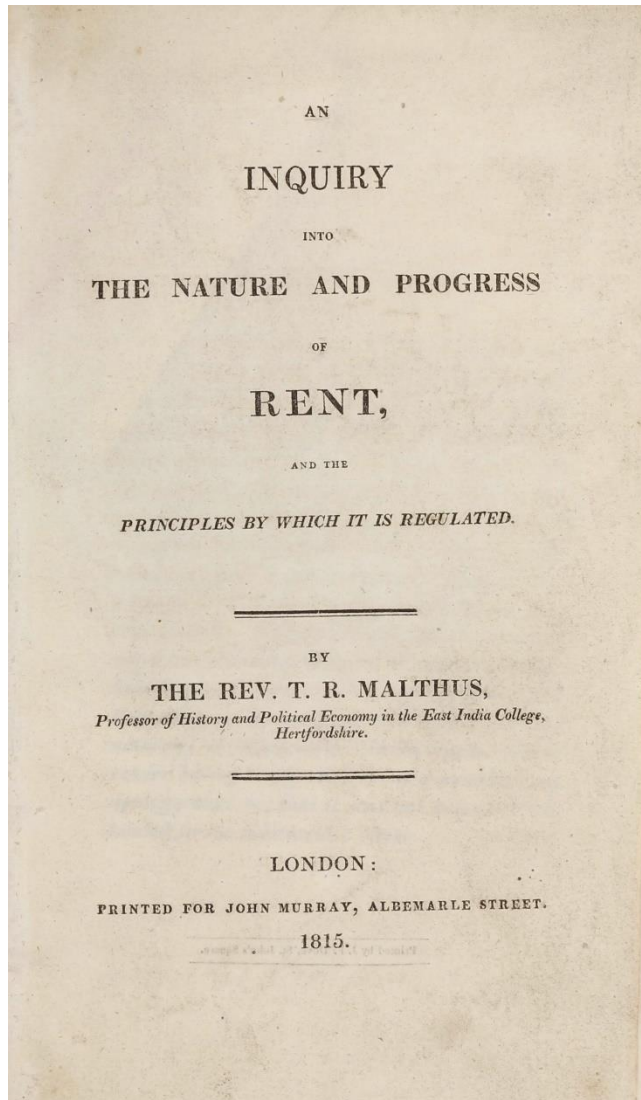 AN
INQUIRY
INTO
THE NATURE AND PROGRESS
OF
RENT,
AND THE
PRINCIPLES BY WHICH IT IS REGULATED.
BY
THE REV. T. R. MALTHUS,
Professor of History and Political Economy in the East India College,
Hertfordshire.
LONDON:
PRINTED FOR JOHN MURRAY, ALBEMARLE STREET.
1815.